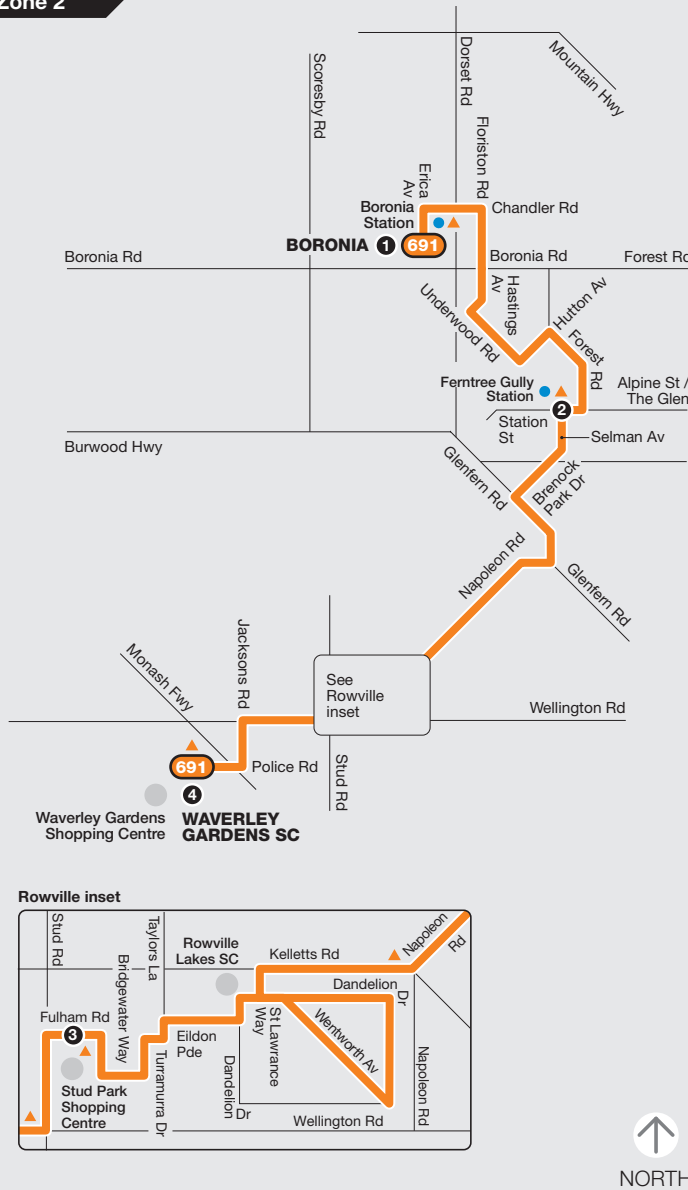 Zone 2
Mountain Hwy
Scoresby Rd
Dorset Rd
Floriston Rd
Erica
Av
Boronia
Station
Chandler Rd
BORONIA 1 691
Boronia Rd
Boronia Rd
Forest Rd
Hastings
Av
Underwood Rd
Hutton Av
Forest
Rd
Ferntree Gully
Station
Alpine St /
The Glen
2
Station
St
Selman Av
Burwood Hwy
Glenfern Rd
Brenock
Park Dr
Napoleon Rd
Glenfern Rd
Jacksons Rd
Monash Fwy
See
Rowville
inset
Wellington Rd
691
Police Rd
Stud Rd
4
Waverley Gardens
Shopping Centre
WAVERLEY
GARDENS SC
Rowville inset
Stud Rd
Taylors La
Bridgewater Way
Rowville
Lakes SC
Kelletts Rd
Napoleon
Rd
Dandelion
Dr
Fulham Rd
3
Eildon
Pde
St Lawrance
Way
Wentworth Av
Stud Park
Shopping
Centre
Turramurra Dr
Dandelion
Dr
Napoleon Rd
Wellington Rd
NORTH